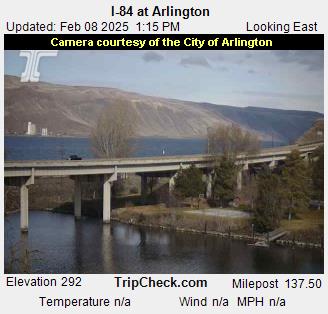 I-84 at Arlington
Updated: Feb 08 2025 1:15 PM Looking East
Camera courtesy of the City of Arlington
Elevation 292 TripCheck.com Milepost 137.50
Temperature n/a Wind n/a MPH n/a